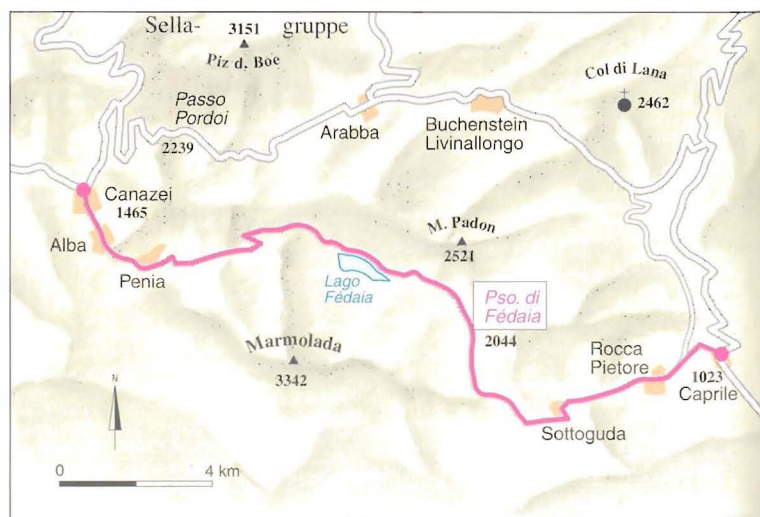 Sella- gruppe
3151
Piz d. Boe
Col di Lana
2462
Passo
Pordoi
2239
Arabba
Buchenstein
Livinallongo
Canazei
1465
Alba
Penia
M. Padon
2521
Lago
Fédaia
Pso. di
Fédaia
2044
Marmolada
3342
Rocca
Pietore
1023
Caprile
Sottoguda
N
0 4 km